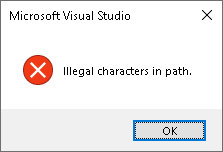 Microsoft Visual Studio
Illegal characters in path.
OK